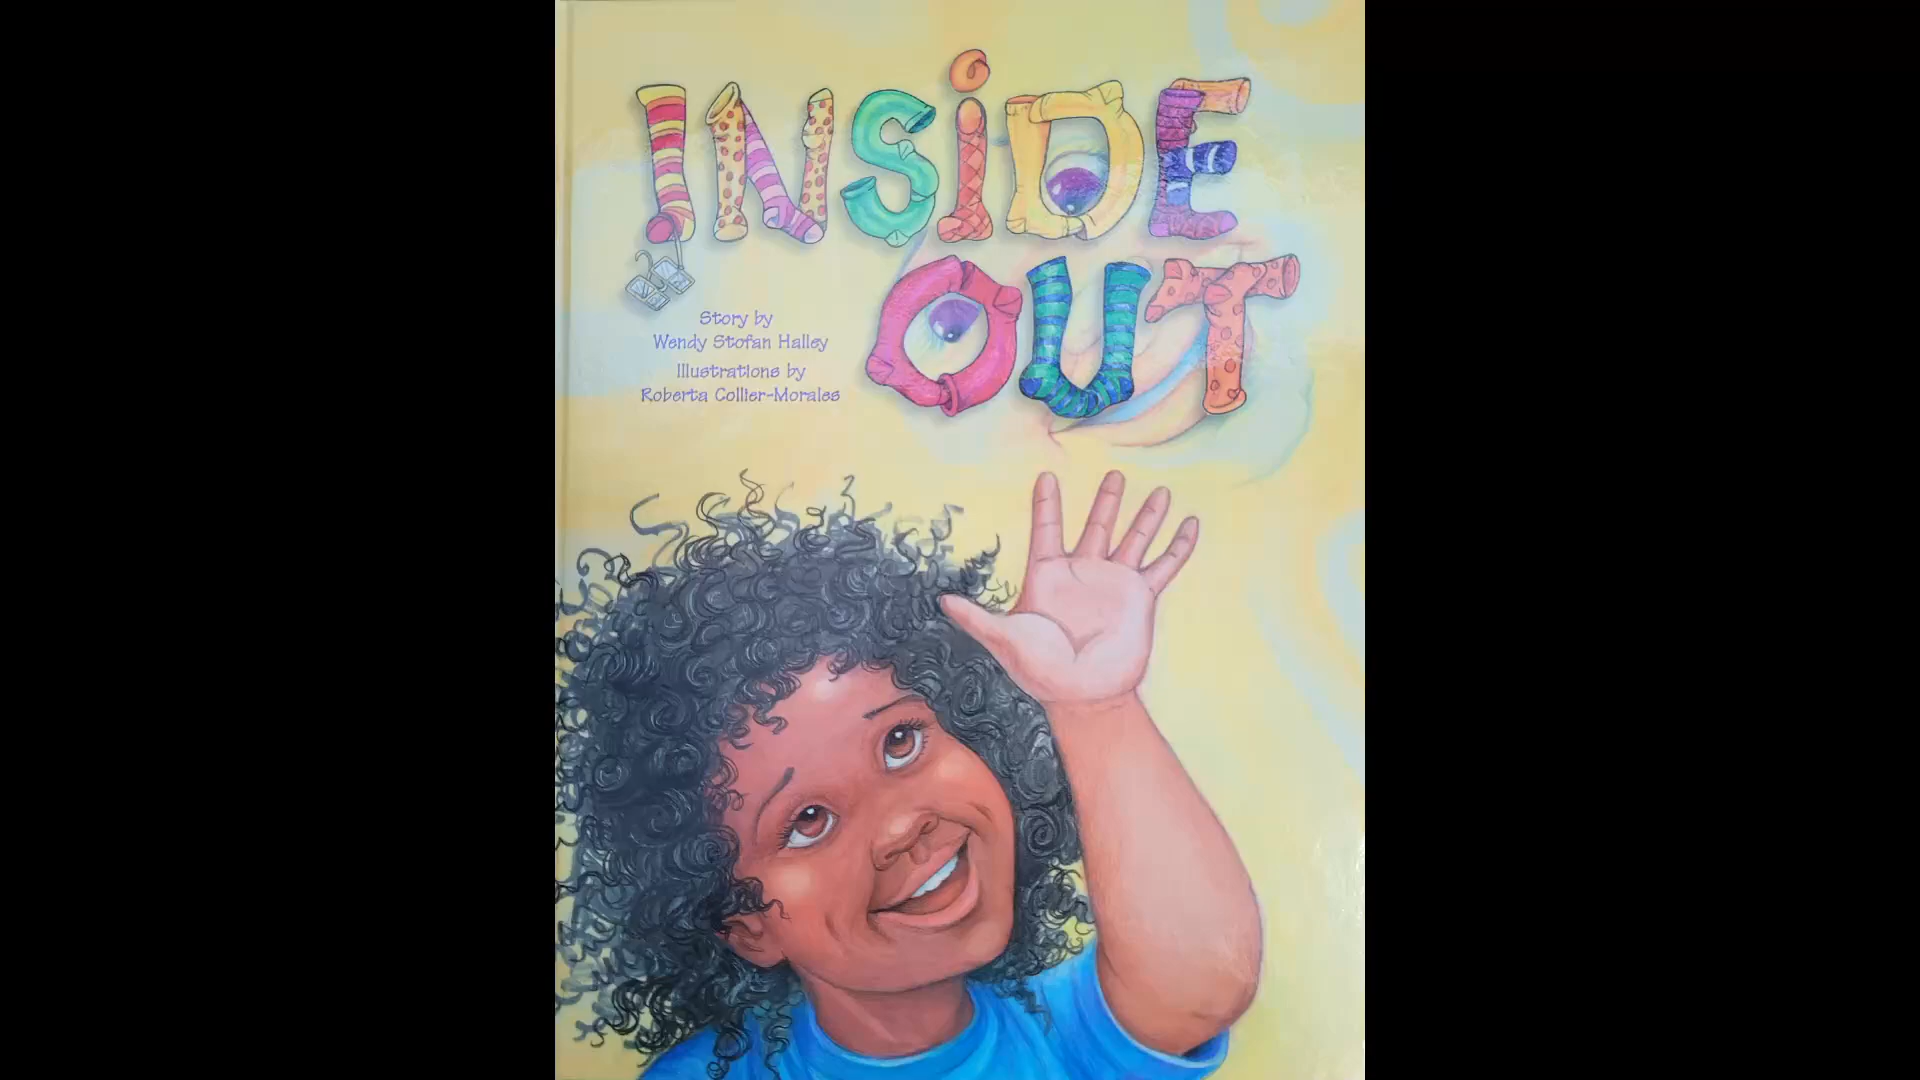 INSiDE
OUT
Story by
Wendy Stofan Halley
Illustrations by
Roberta Collier-Morales